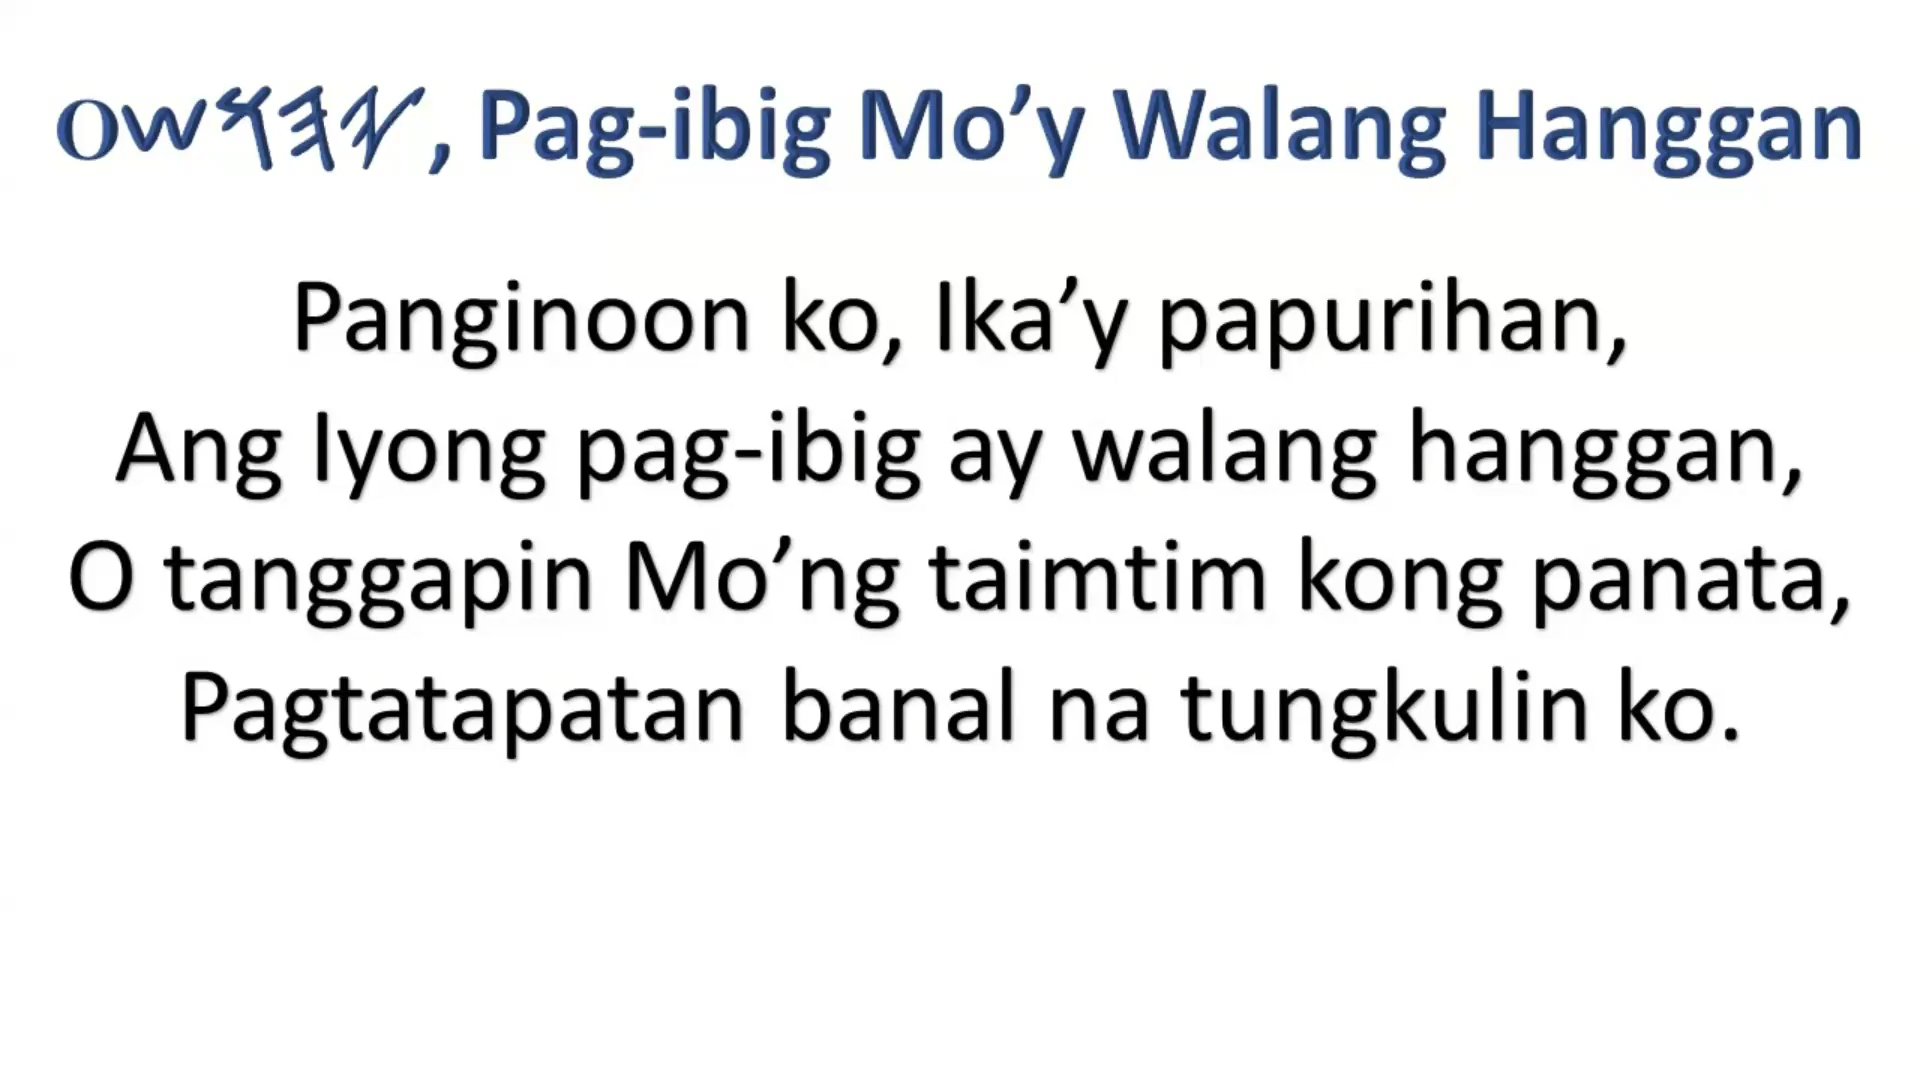 𐤉𐤄𐤅𐤔𐤏, Pag-ibig Mo’y Walang Hanggan
Panginoon ko, Ika’y papurihan,
Ang Iyong pag-ibig ay walang hanggan,
O tanggapin Mo’ng taimtim kong panata,
Pagtatapatan banal na tungkulin ko.